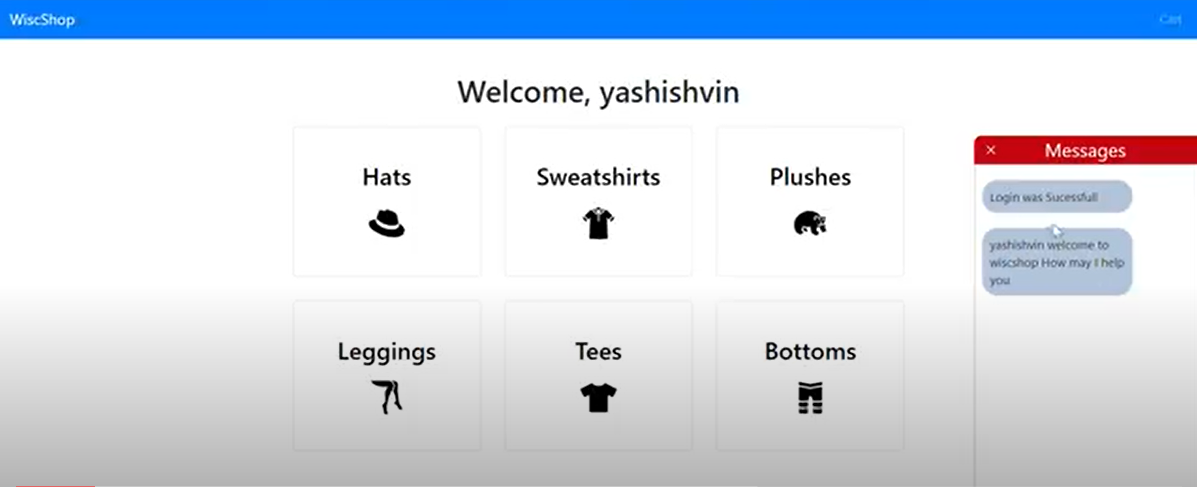 WiscShop
Cart
Welcome, yashishvin
Hats
Sweatshirts
Plushes
Leggings
Tees
Bottoms
Messages
Login was Sucessfull
yashishvin welcome to
wiscshop How may I help
you